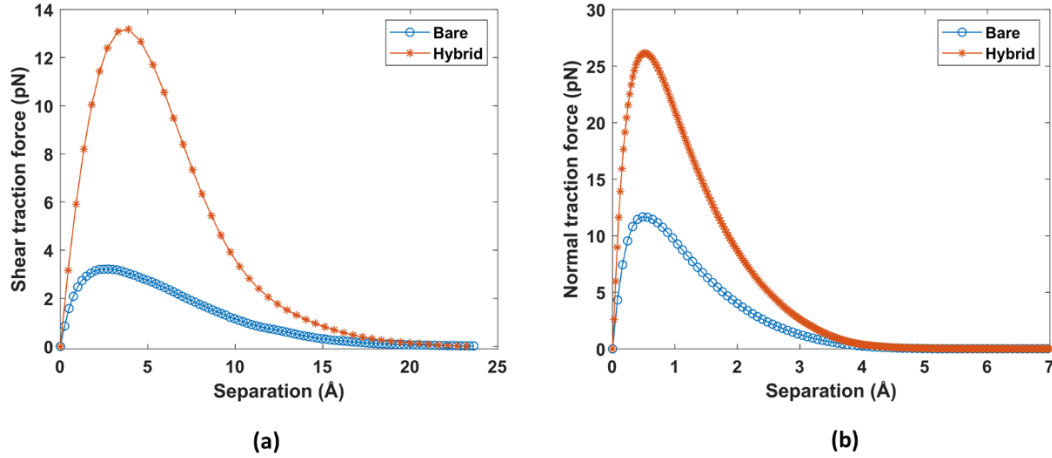 14
12
10
8
6
4
2
0
Shear traction force (pN)
Bare
Hybrid
0 5 10 15 20 25
Separation (Å)
(a)
30
25
20
15
10
5
0
Normal traction force (pN)
Bare
Hybrid
0 1 2 3 4 5 6 7
Separation (Å)
(b)